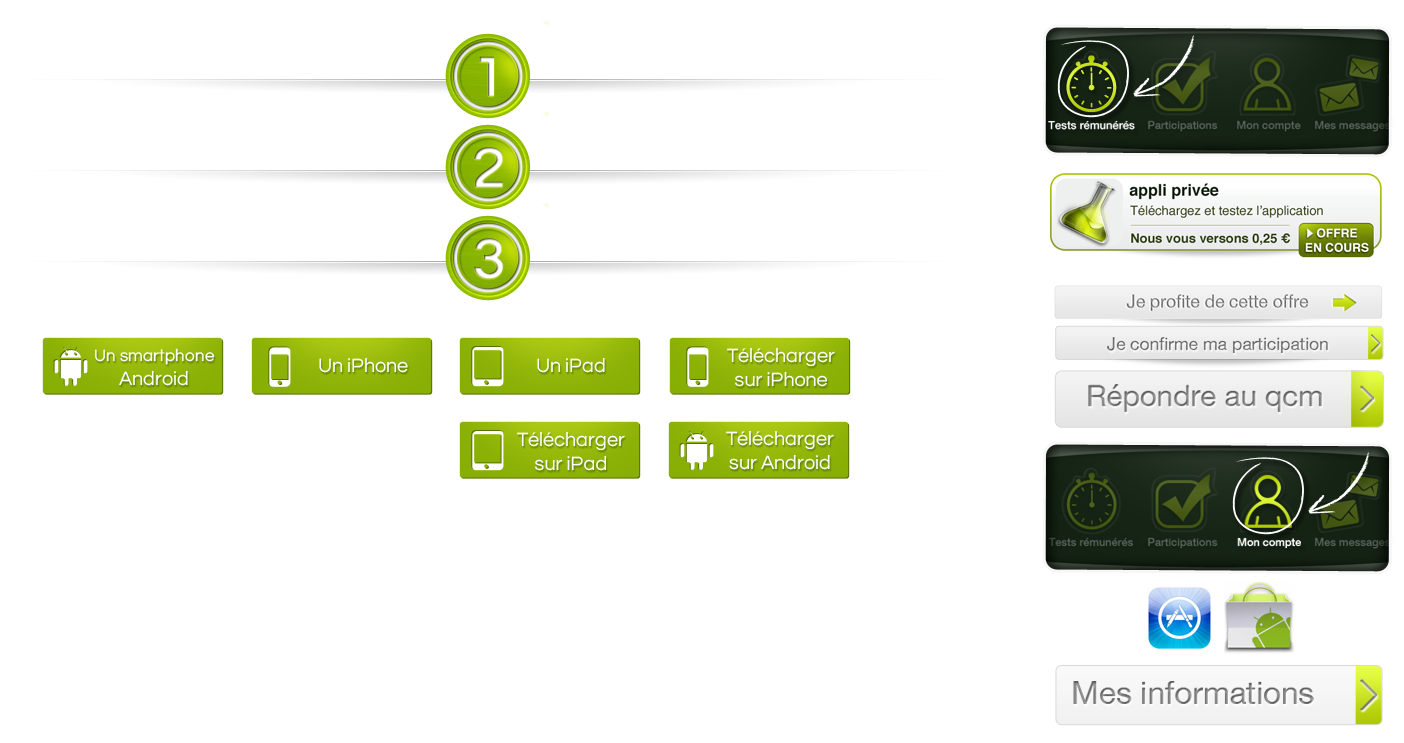 1
2
3
Un smartphone
Android
Un iPhone
Un iPad
Télécharger
sur iPhone
Télécharger
sur iPad
Télécharger
sur Android
Tests rémunérés
Participations
Mon compte
Mes message
appli privée
Téléchargez et testez l'application
Nous vous versons 0,25 €
OFFRE
EN COURS
Je profite de cette offre
Je confirme ma participation
Répondre au qcm
Tests rémunérés
Participations
Mon compte
Mes message
Mes informations